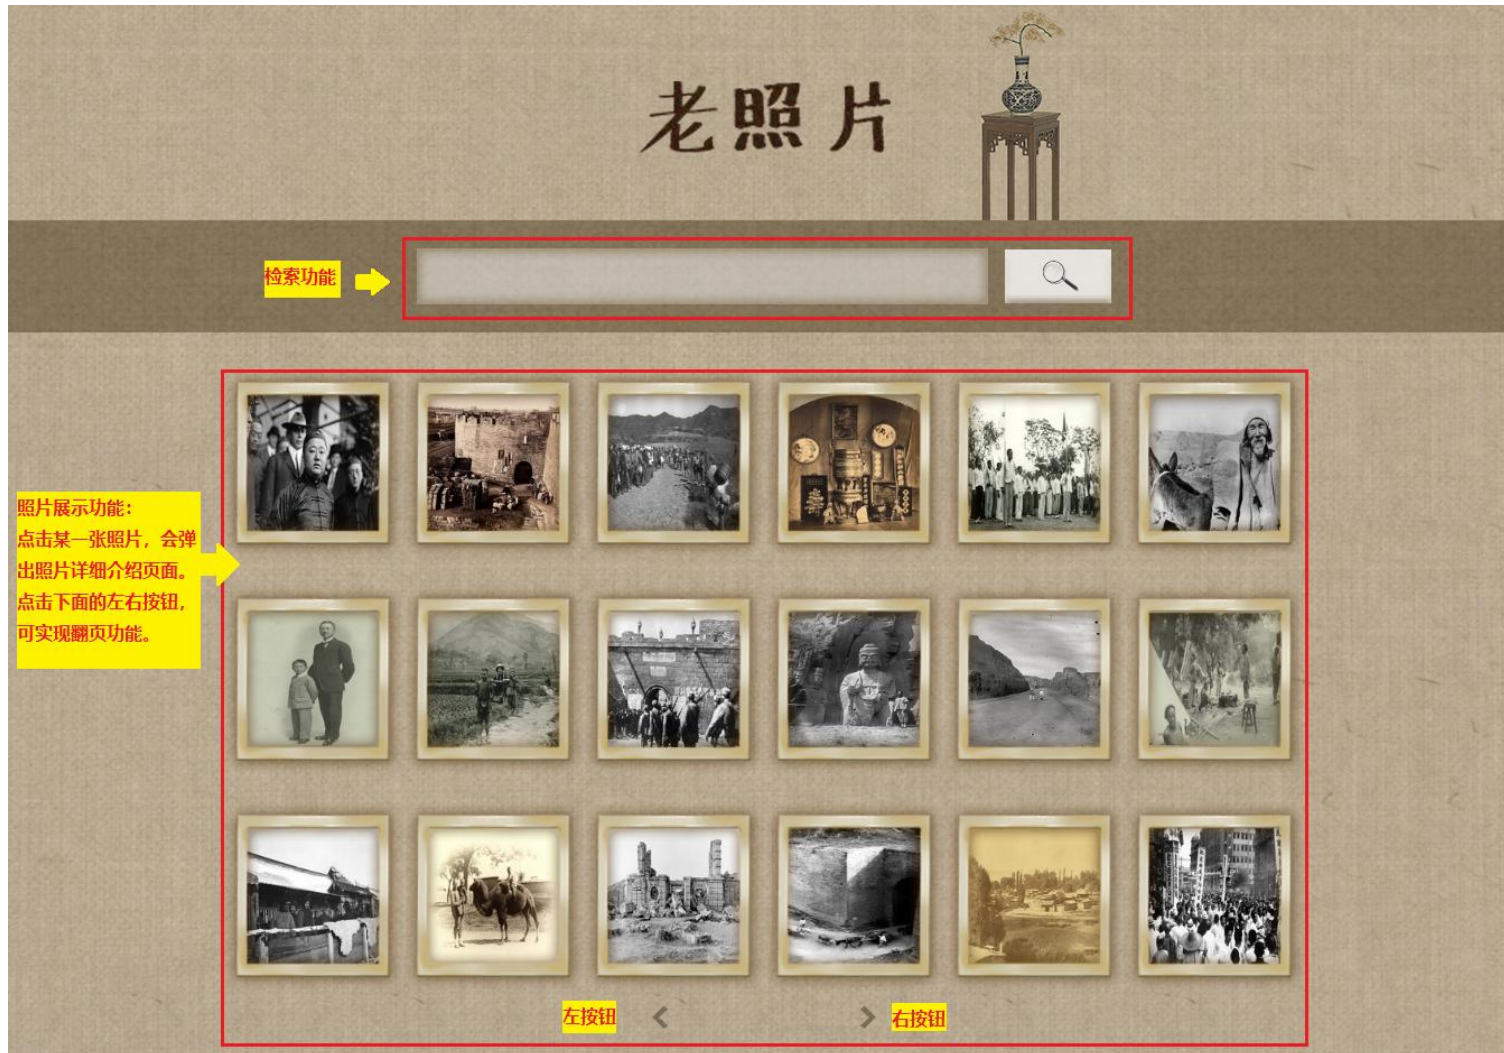 老照片
检索功能
照片展示功能：
点击某一张照片，会弹
出照片详细介绍页面。
点击下面的左右按钮，
可实现翻页功能。
左按钮
右按钮